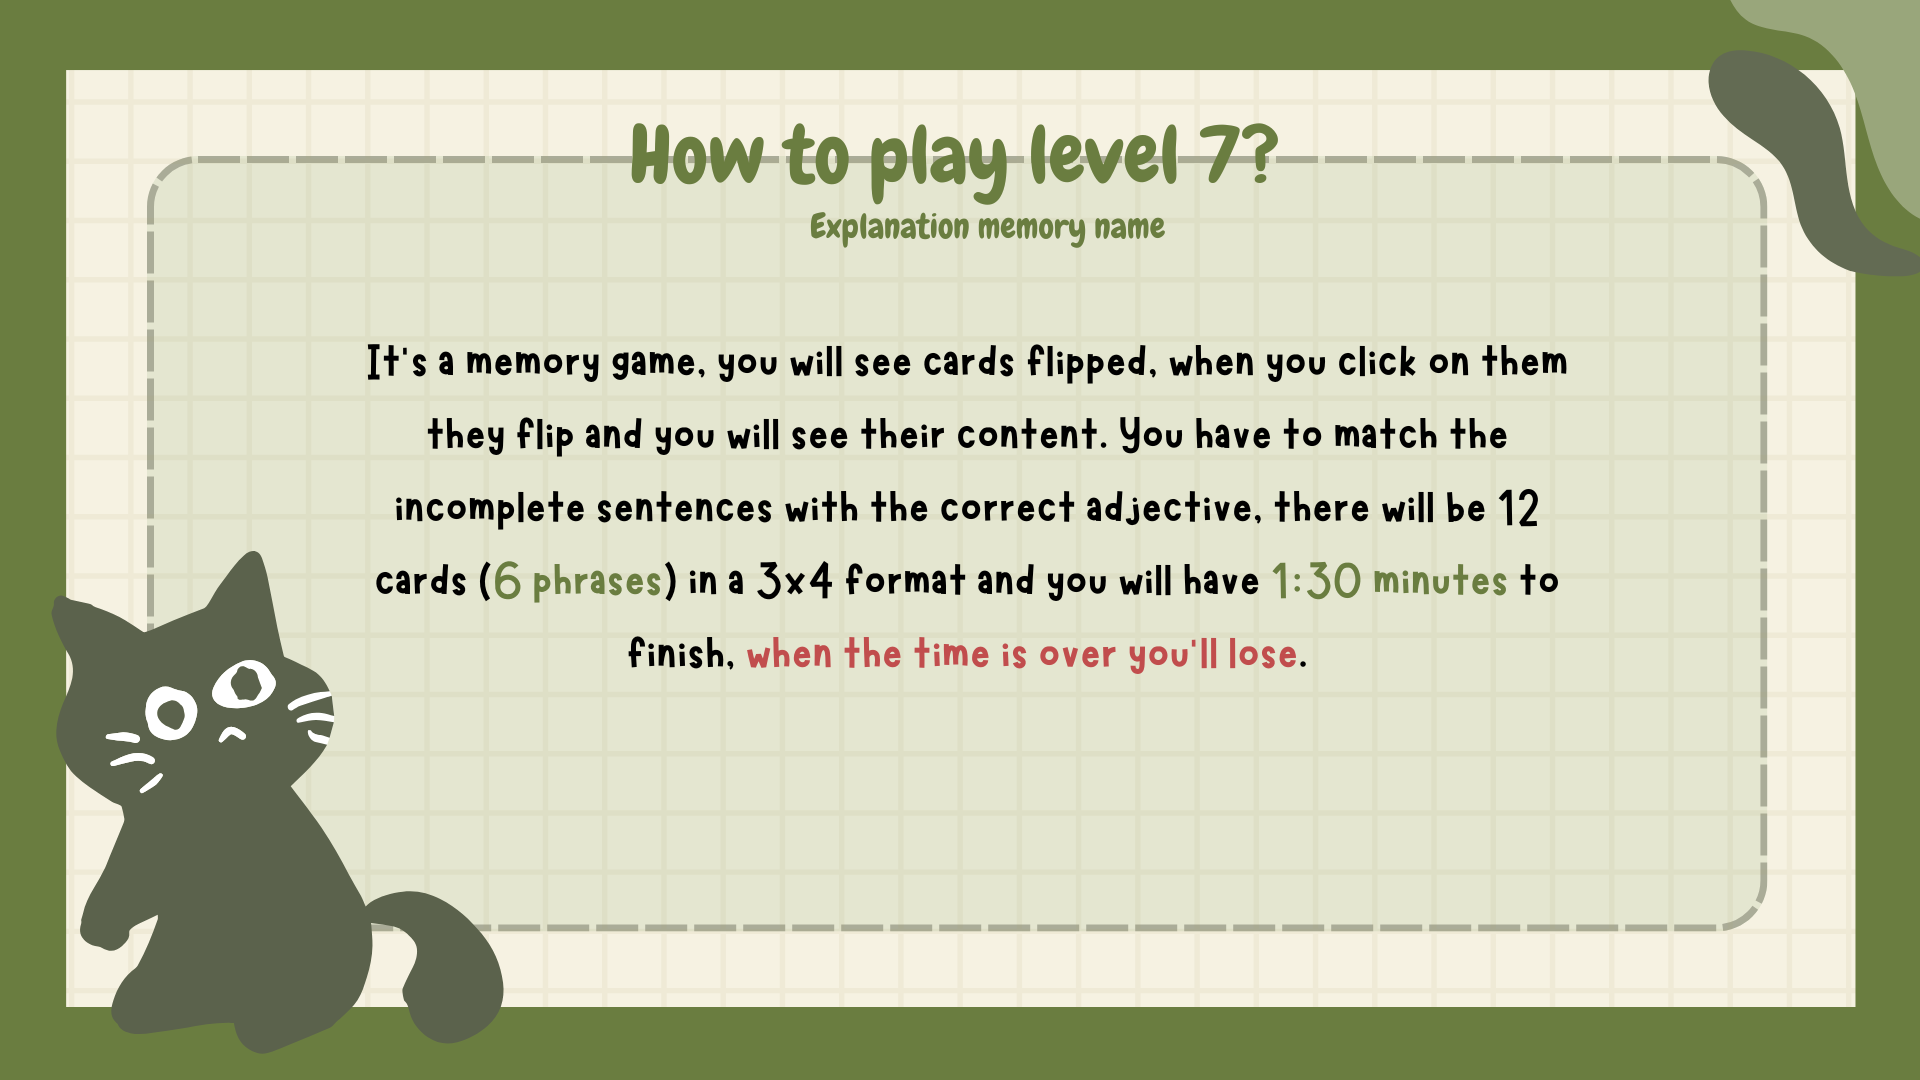 How to play level 7?
Explanation memory name
It's a memory game, you will see cards flipped, when you click on them
they flip and you will see their content. You have to match the
incomplete sentences with the correct adjective, there will be 12
cards (6 phrases) in a 3x4 format and you will have 1:30 minutes to
finish, when the time is over you'll lose.